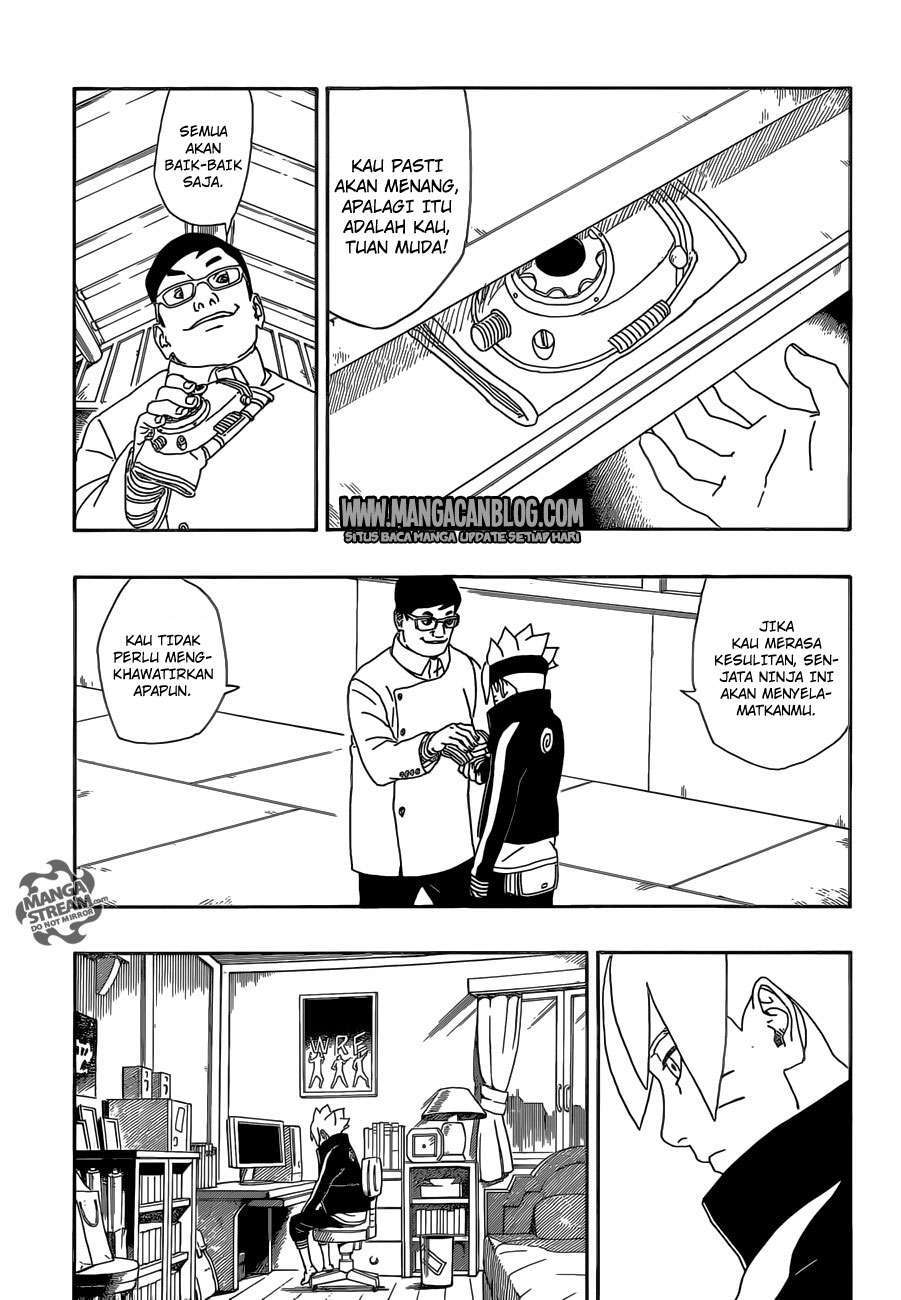 SEMUA
AKAN
BAIK-BAIK
SAJA.
KAU PASTI
AKAN MENANG,
APALAGI ITU
ADALAH KAU,
TUAN MUDA!
WWW.MANGACANBLOG.COM
SITUS BACA MANGA UPDATE SETIAP HARI
KAU TIDAK
PERLU MENG-
KHAWATIRKAN
APAPUN.
JIKA
KAU MERASA
KESULITAN, SEN-
JATA NINJA INI
AKAN MENYELA-
MATKANMU.
MANGA
STREAM.com
DO NOT MIRROR
WRE